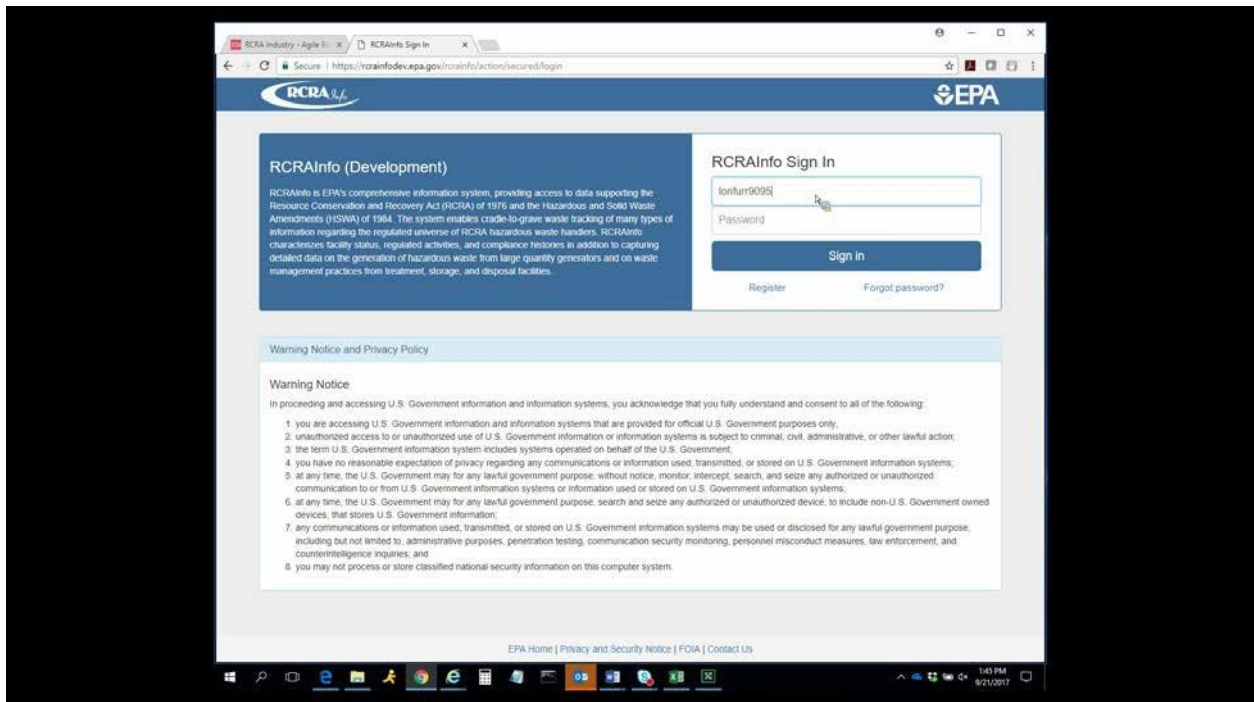 RCRA Industry - Agile B
RCRAInfo Sign In
Secure https://rcrainfodev.epa.gov/rcrainfo/action/secured/login
RCRA Info
EPA
RCRAInfo (Development)
RCRAInfo is EPA's comprehensive information system, providing access to data supporting the
Resource Conservation and Recovery Act (RCRA) of 1976 and the Hazardous and Solid Waste
Amendments (HSWA) of 1984. The system enables cradle-to-grave waste tracking of many types of
information regarding the regulated universe of RCRA hazardous waste handlers. RCRAInfo
characterizes facility status, regulated activities, and compliance histories in addition to capturing
detailed data on the generation of hazardous waste from large quantity generators and on waste
management practices from treatment, storage, and disposal facilities.
RCRAInfo Sign In
lonfurr9095
Password
Sign in
Register Forgot password?
Warning Notice and Privacy Policy
Warning Notice
In proceeding and accessing U.S. Government information and information systems, you acknowledge that you fully understand and consent to all of the following:
1. you are accessing U.S. Government information and information systems that are provided for official U.S. Government purposes only;
2. unauthorized access to or unauthorized use of U.S. Government information or information systems is subject to criminal, civil, administrative, or other lawful action;
3. the term U.S. Government information system includes systems operated on behalf of the U.S. Government;
4. you have no reasonable expectation of privacy regarding any communications or information used, transmitted, or stored on U.S. Government information systems;
5. at any time, the U.S. Government may for any lawful government purpose, without notice, monitor, intercept, search, and seize any authorized or unauthorized
communication to or from U.S. Government information systems or information used or stored on U.S. Government information systems;
6. at any time, the U.S. Government may for any lawful government purpose, search and seize any authorized or unauthorized device, to include non-U.S. Government owned
devices, that stores U.S. Government information;
7. any communications or information used, transmitted, or stored on U.S. Government information systems may be used or disclosed for any lawful government purpose,
including but not limited to, administrative purposes, penetration testing, communication security monitoring, personnel misconduct measures, law enforcement, and
counterintelligence inquiries; and
8. you may not process or store classified national security information on this computer system.
EPA Home | Privacy and Security Notice | FOIA | Contact Us
1:45 PM
9/21/2017